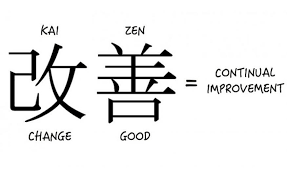 KAI ZEN
改善 = CONTINUAL
IMPROVEMENT
CHANGE GOOD